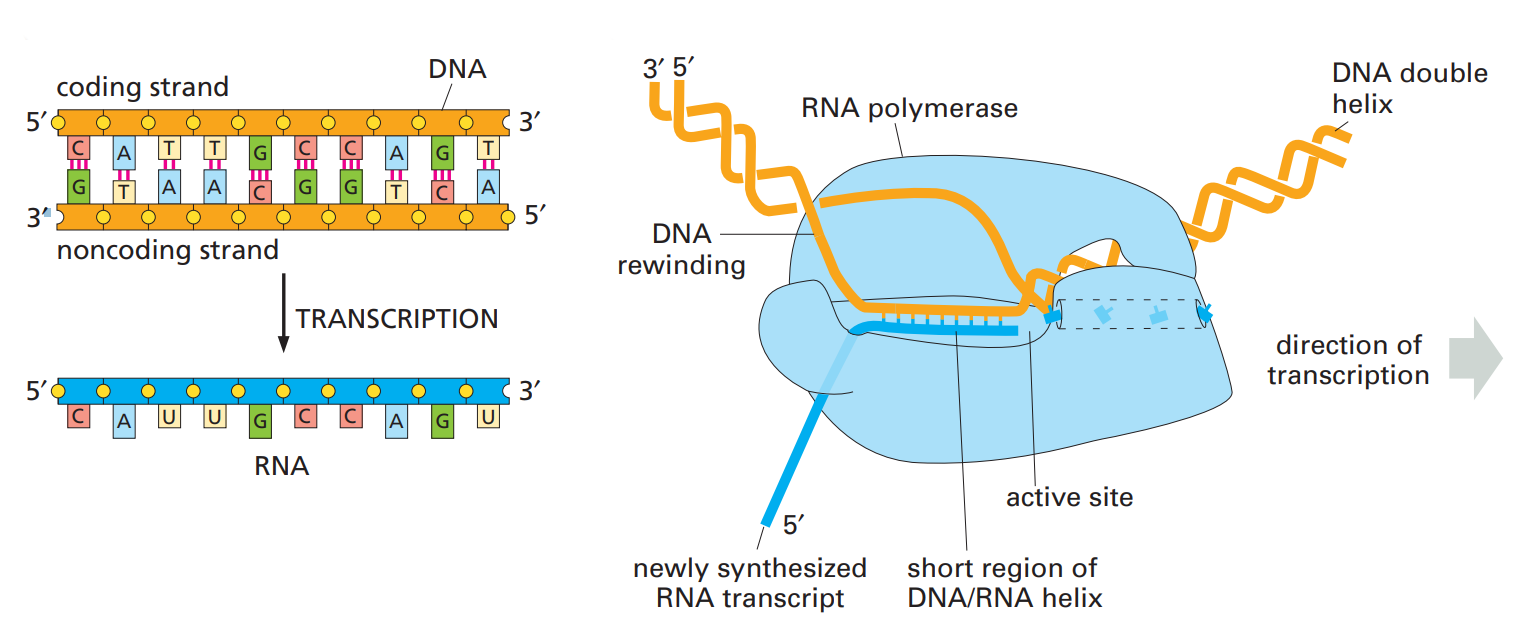 coding strand
DNA
5′ 3′
C A T T G C C A G T
G T A A C G G T C A
3′ 5′
noncoding strand
TRANSCRIPTION
5′ 3′
C A U U G C C A G U
RNA
3′ 5′
RNA polymerase
DNA double
helix
DNA
rewinding
direction of
transcription
active site
5′
newly synthesized
RNA transcript
short region of
DNA/RNA helix